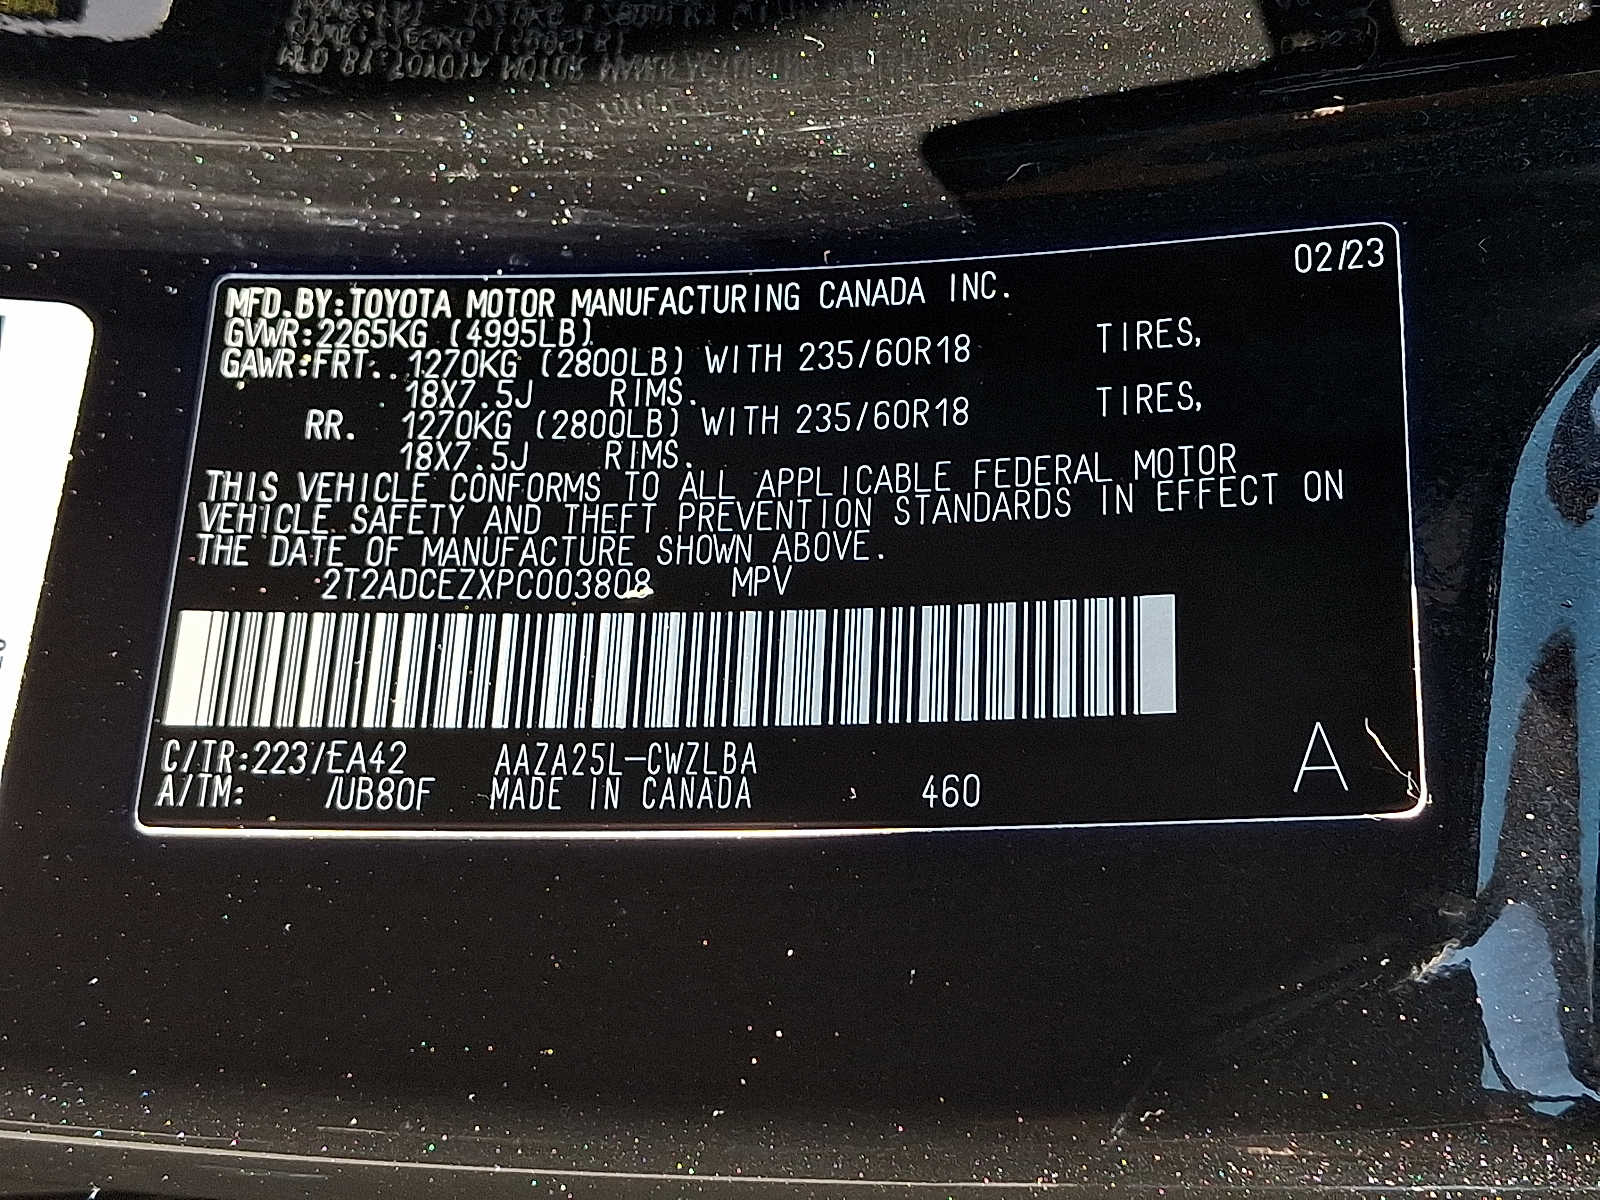 02/23
MFD.BY:TOYOTA MOTOR MANUFACTURING CANADA INC.
GVWR:2265KG (4995LB)
GAWR:FRT. 1270KG (2800LB) WITH 235/60R18 TIRES,
18X7.5J RIMS.
RR. 1270KG (2800LB) WITH 235/60R18 TIRES,
18X7.5J RIMS.
THIS VEHICLE CONFORMS TO ALL APPLICABLE FEDERAL MOTOR
VEHICLE SAFETY AND THEFT PREVENTION STANDARDS IN EFFECT ON
THE DATE OF MANUFACTURE SHOWN ABOVE.
2T2ADCEZXPC003808 MPV
C/TR:223/EA42 AAZA25L-CWZLBA
A/TM: /UB80F MADE IN CANADA 460 A